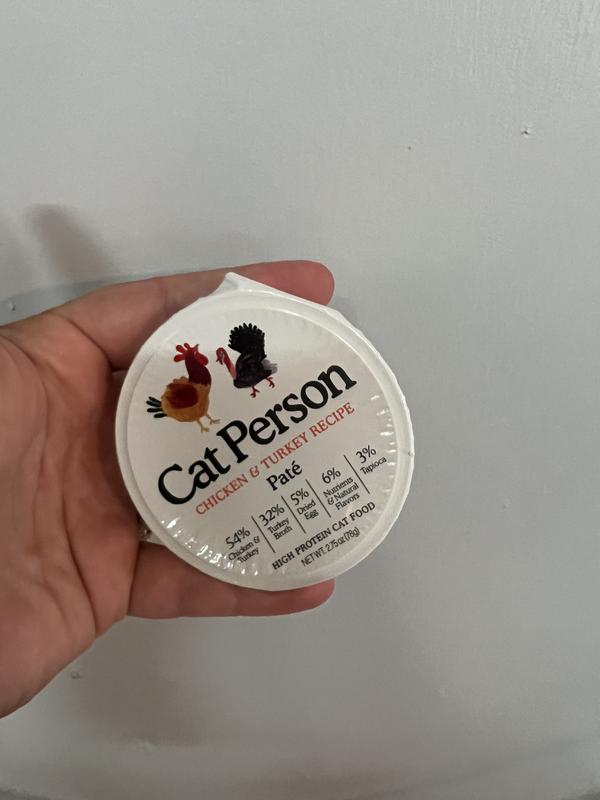 Cat Person
CHICKEN & TURKEY RECIPE
Paté
54%
Chicken &
Turkey
32%
Turkey
Broth
5%
Dried
Egg
6%
Nutrients
& Natural
Flavors
3%
Tapioca
HIGH PROTEIN CAT FOOD
NET WT. 2.75 oz (78g)